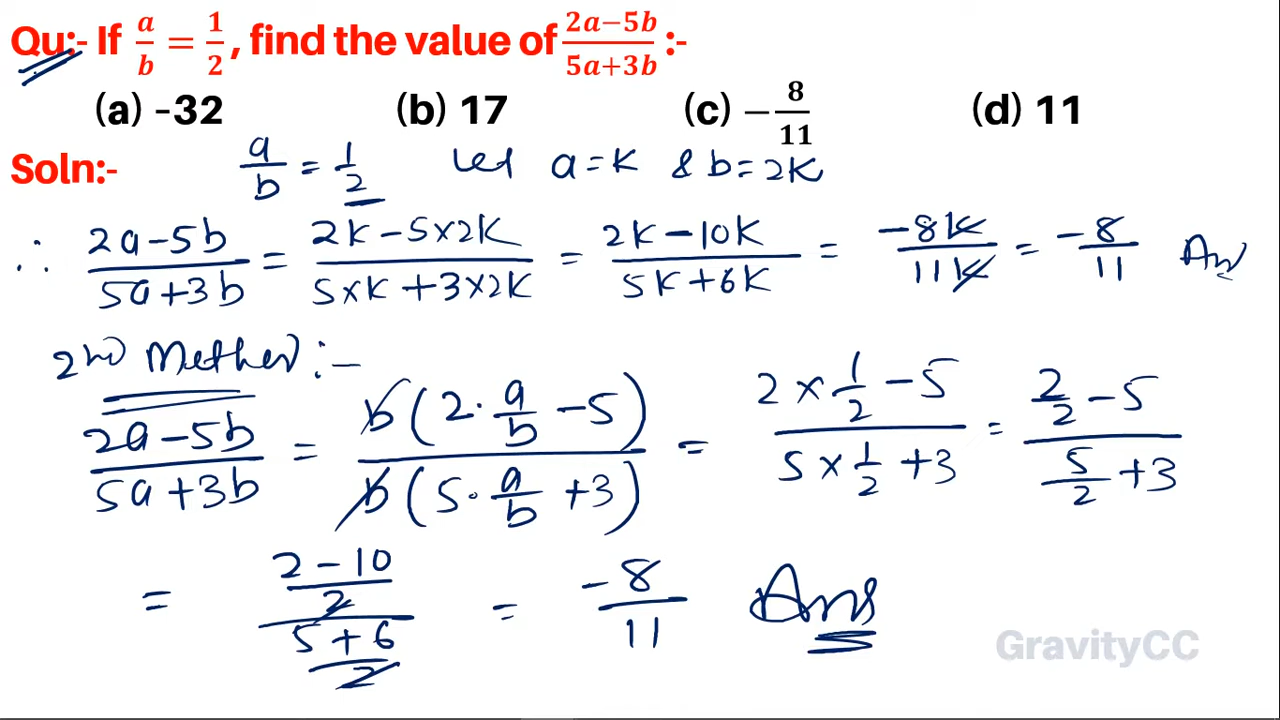 Qu:- If a/b = 1/2, find the value of (2a−5b)/(5a+3b) :-
(a) -32 (b) 17 (c) −8/11 (d) 11
Soln:- a/b = 1/2 Let a = K & b = 2K
∴ (2a−5b)/(5a+3b) = (2K−5×2K)/(5×K+3×2K) = (2K−10K)/(5K+6K) = −8K/11K = −8/11 Ans
2nd Method:-
(2a−5b)/(5a+3b) = b(2·a/b −5)/b(5·a/b +3) = (2×1/2 −5)/(5×1/2 +3) = (2/2 −5)/(5/2 +3)
= ((2−10)/2)/((5+6)/2) = −8/11 Ans
GravityCC